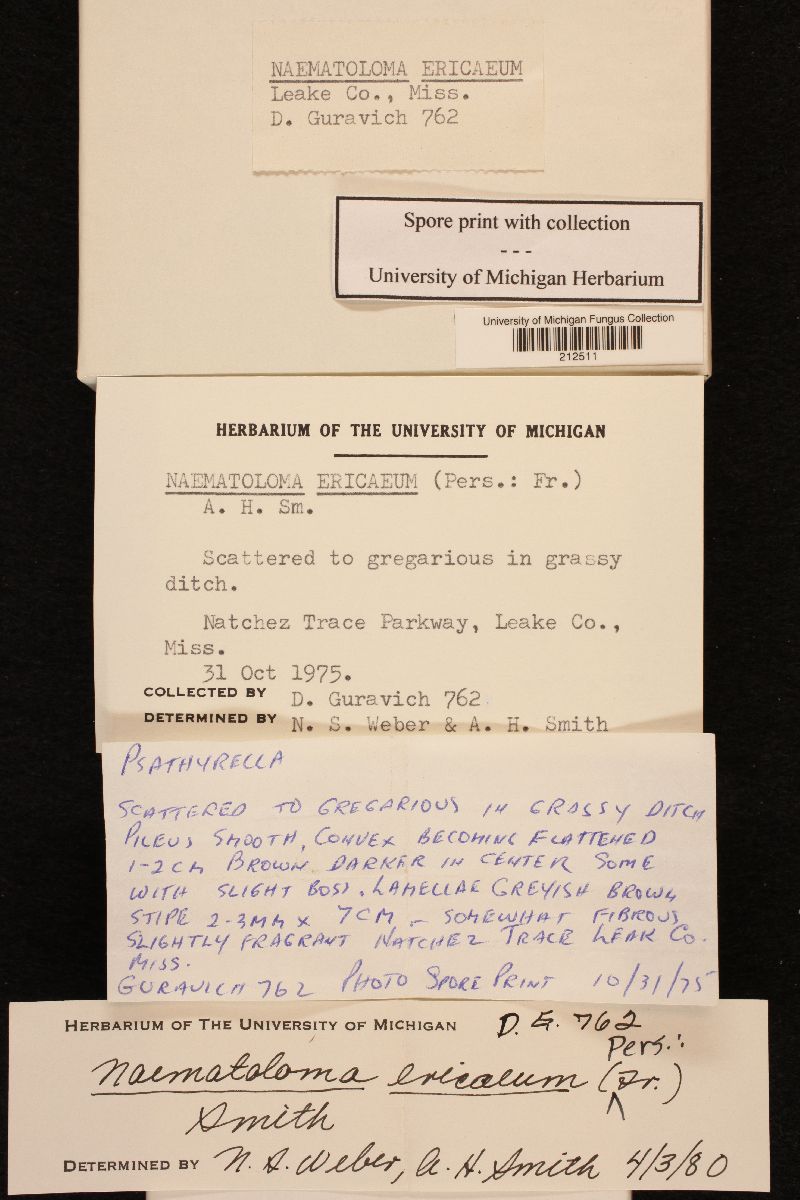 NAEMATOLOMA ERICAEUM
Leake Co., Miss.
D. Guravich 762
Spore print with collection
- - -
University of Michigan Herbarium
University of Michigan Fungus Collection
212511
HERBARIUM OF THE UNIVERSITY OF MICHIGAN
NAEMATOLOMA ERICAEUM (Pers.: Fr.)
A. H. Sm.
Scattered to gregarious in grassy
ditch.
Natchez Trace Parkway, Leake Co.,
Miss.
31 Oct 1975.
COLLECTED BY D. Guravich 762
DETERMINED BY N. S. Weber & A. H. Smith
PSATHYRELLA
SCATTERED TO GREGARIOUS IN GRASSY DITCH
PILEUS SMOOTH, CONVEX BECOMING FLATTENED
1-2 CM BROWN DARKER IN CENTER SOME
WITH SLIGHT BOSS. LAMELLAE GREYISH BROWN
STIPE 2-3MM X 7CM - SOMEWHAT FIBROUS
SLIGHTLY FRAGRANT NATCHEZ TRACE LEAK CO.
MISS.
GURAVICH 762 PHOTO SPORE PRINT 10/31/75
HERBARIUM OF THE UNIVERSITY OF MICHIGAN D. G. 762
Pers.:
Naematoloma ericaeum (Fr.)
Smith
DETERMINED BY N. S. Weber, A. H. Smith 4/3/80